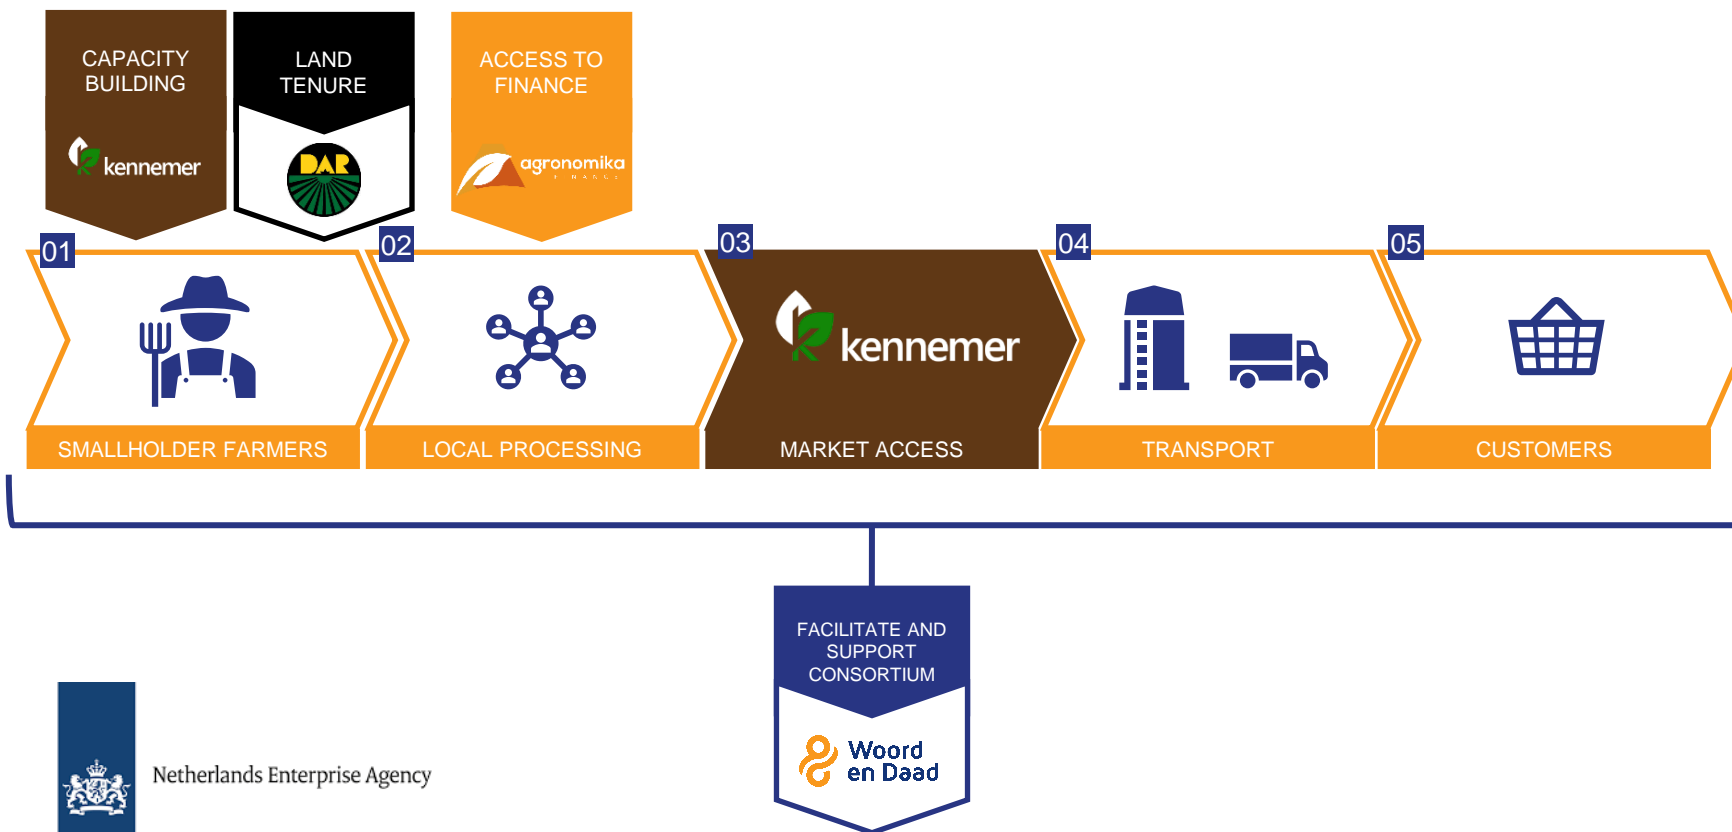 CAPACITY
BUILDING
kennemer
LAND
TENURE
DAR
ACCESS TO
FINANCE
agronomika
FINANCE
01
02
03
04
05
kennemer
SMALLHOLDER FARMERS
LOCAL PROCESSING
MARKET ACCESS
TRANSPORT
CUSTOMERS
FACILITATE AND
SUPPORT
CONSORTIUM
Woord
en Daad
Netherlands Enterprise Agency